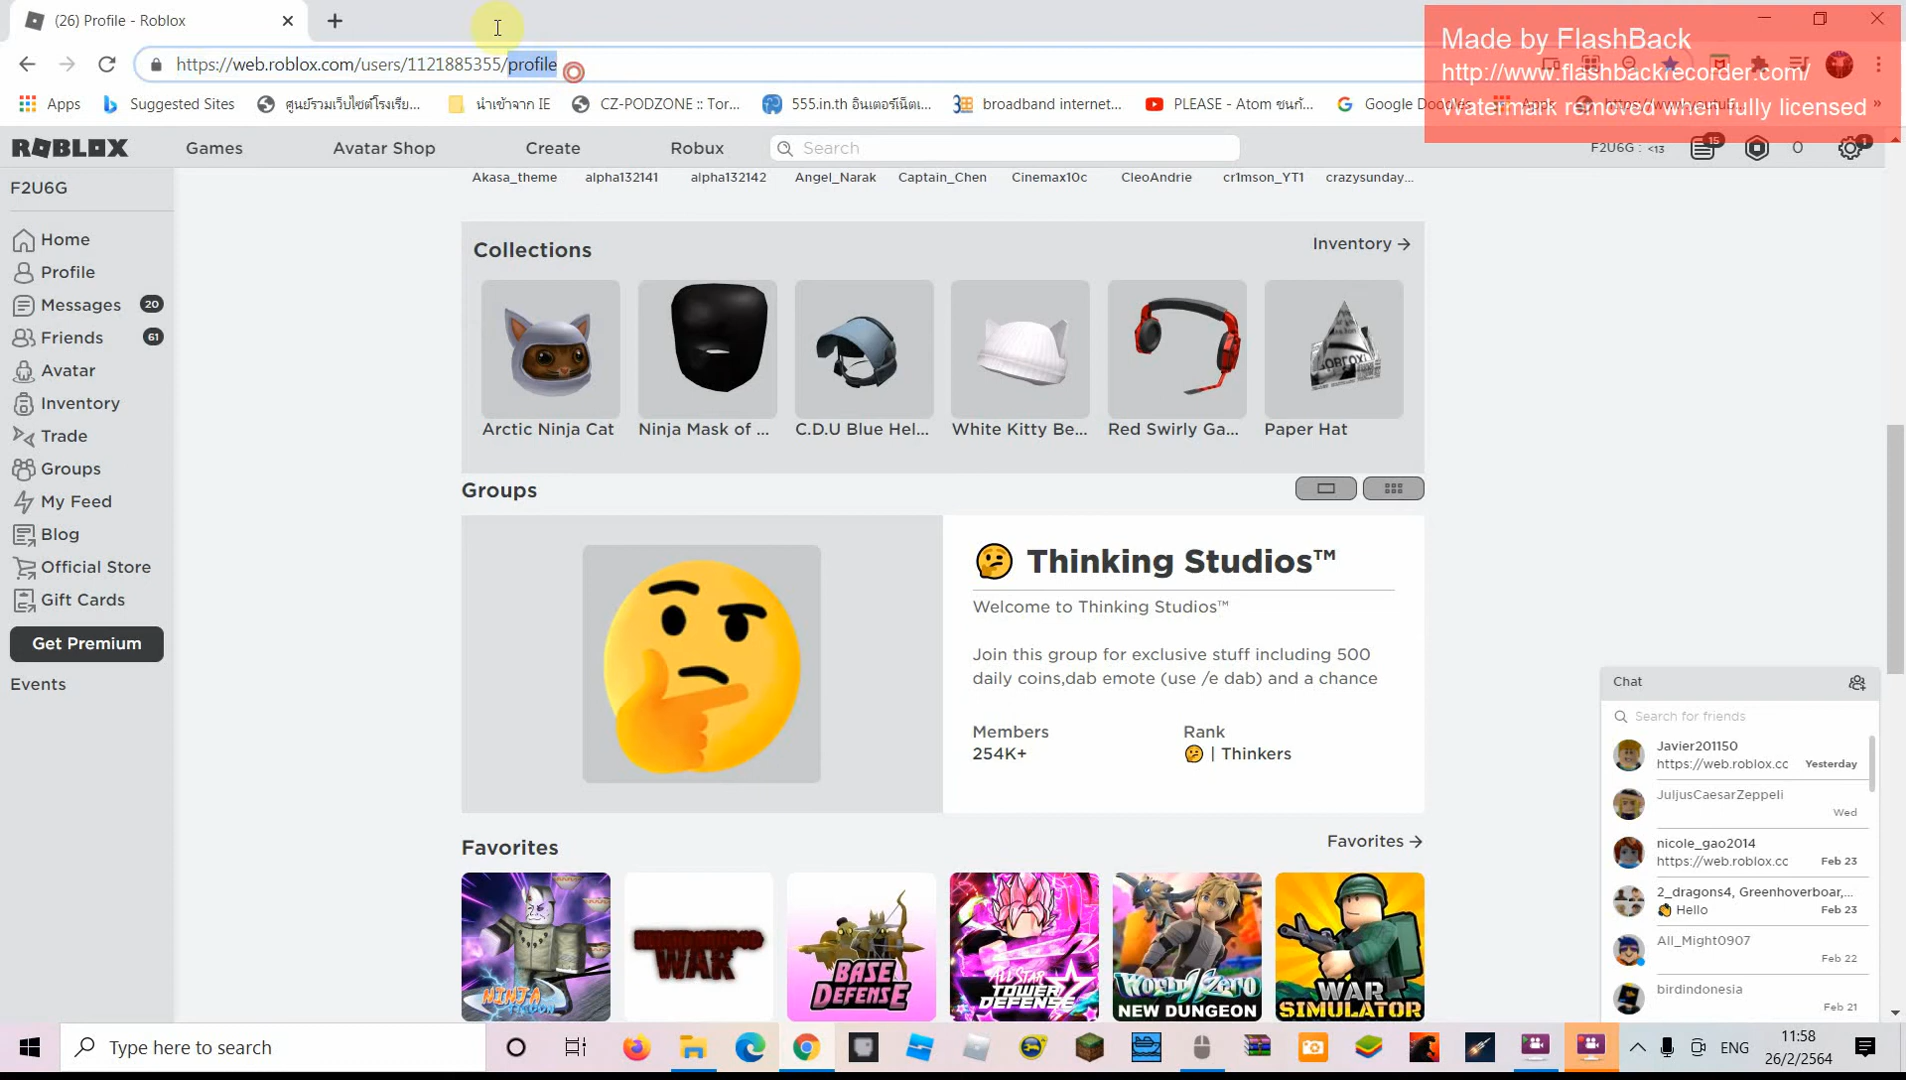 (26) Profile - Roblox
Made by FlashBack
http://www.flashbackrecorder.com/
Watermark removed when fully licensed
https://web.roblox.com/users/1121885355/profile
Apps
Suggested Sites
ศูนย์รวมเว็บไซต์โรงเรีย...
นำเข้าจาก IE
CZ-PODZONE :: Tor...
555.in.th อินเตอร์เน็ต...
broadband internet...
PLEASE - Atom ชนกั...
Google Doodles
ROBLOX
Games
Avatar Shop
Create
Robux
Search
F2U6G : <13
15
0
1
F2U6G
Home
Profile
Messages 20
Friends 61
Avatar
Inventory
Trade
Groups
My Feed
Blog
Official Store
Gift Cards
Get Premium
Events
Akasa_theme
alpha132141
alpha132142
Angel_Narak
Captain_Chen
Cinemax10c
CleoAndrie
cr1mson_YT1
crazysunday...
Collections
Inventory →
Arctic Ninja Cat
Ninja Mask of ...
C.D.U Blue Hel...
White Kitty Be...
Red Swirly Ga...
Paper Hat
Groups
🤔 Thinking Studios™
Welcome to Thinking Studios™
Join this group for exclusive stuff including 500
daily coins,dab emote (use /e dab) and a chance
Members
254K+
Rank
🤔 | Thinkers
Favorites
Favorites →
NINJA TYCOON
WAR
BASE DEFENSE
ALL STAR TOWER DEFENSE
World//Zero
NEW DUNGEON
WAR SIMULATOR
Chat
Search for friends
Javier201150
https://web.roblox.cc Yesterday
JuljusCaesarZeppeli
Wed
nicole_gao2014
https://web.roblox.cc Feb 23
2_dragons4, Greenhoverboar,...
👏 Hello Feb 23
All_Might0907
Feb 22
birdindonesia
Feb 21
Type here to search
ENG
11:58
26/2/2564